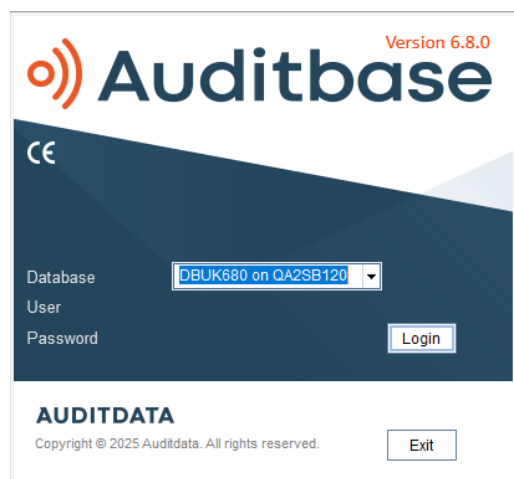 Version 6.8.0
Auditbase
CE
Database DBUK680 on QA2SB120
User
Password Login
AUDITDATA
Copyright © 2025 Auditdata. All rights reserved.
Exit